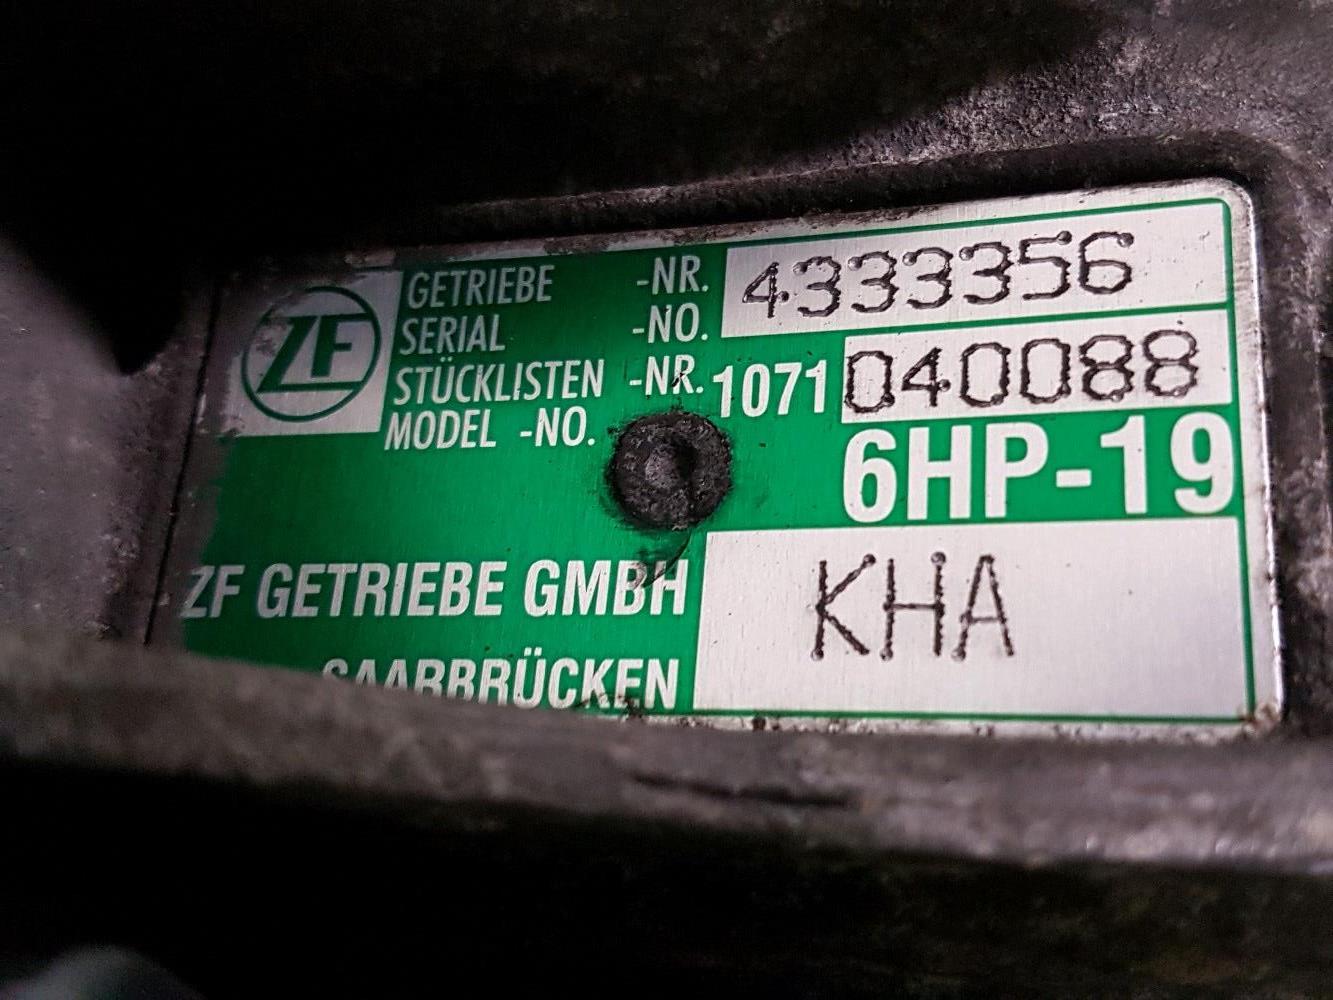 ZF
GETRIEBE -NR. 4333356
SERIAL -NO.
STÜCKLISTEN -NR. 1071 040088
MODEL -NO.
6HP-19
ZF GETRIEBE GMBH
KHA
SAARBRÜCKEN